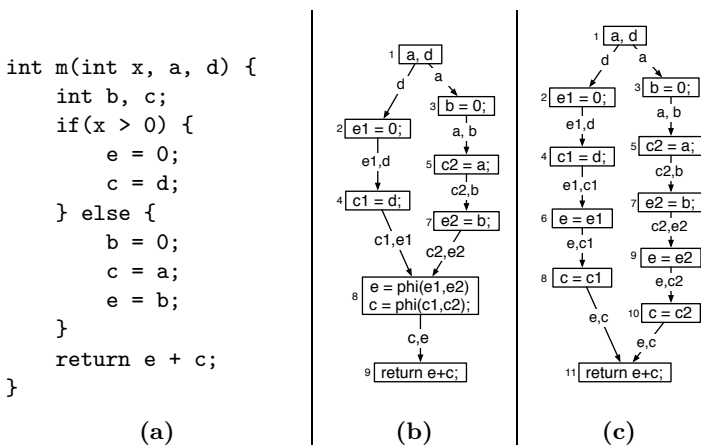 int m(int x, a, d) {
int b, c;
if(x > 0) {
e = 0;
c = d;
} else {
b = 0;
c = a;
e = b;
}
return e + c;
}
(a)
1 a, d
d a
3 b = 0;
2 e1 = 0;
a, b
e1,d
5 c2 = a;
c2,b
4 c1 = d;
7 e2 = b;
c1,e1 c2,e2
8 e = phi(e1,e2)
c = phi(c1,c2);
c,e
9 return e+c;
(b)
1 a, d
d a
3 b = 0;
2 e1 = 0;
a, b
e1,d
5 c2 = a;
4 c1 = d;
c2,b
e1,c1
7 e2 = b;
6 e = e1
c2,e2
e,c1
9 e = e2
8 c = c1
e,c2
10 c = c2
e,c e,c
11 return e+c;
(c)